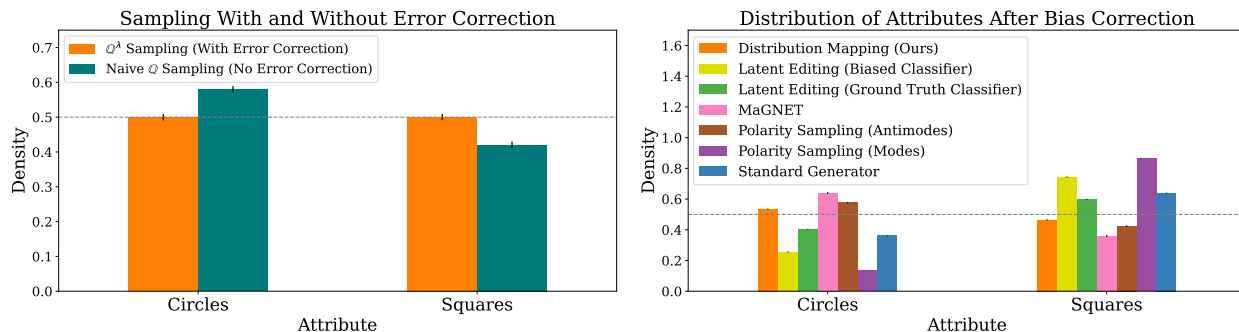 Sampling With and Without Error Correction
ℚ^λ Sampling (With Error Correction)
Naive ℚ Sampling (No Error Correction)
Density
0.7
0.6
0.5
0.4
0.3
0.2
0.1
0.0
Circles
Squares
Attribute
Distribution of Attributes After Bias Correction
Distribution Mapping (Ours)
Latent Editing (Biased Classifier)
Latent Editing (Ground Truth Classifier)
MaGNET
Polarity Sampling (Antimodes)
Polarity Sampling (Modes)
Standard Generator
Density
1.6
1.4
1.2
1.0
0.8
0.6
0.4
0.2
0.0
Circles
Squares
Attribute